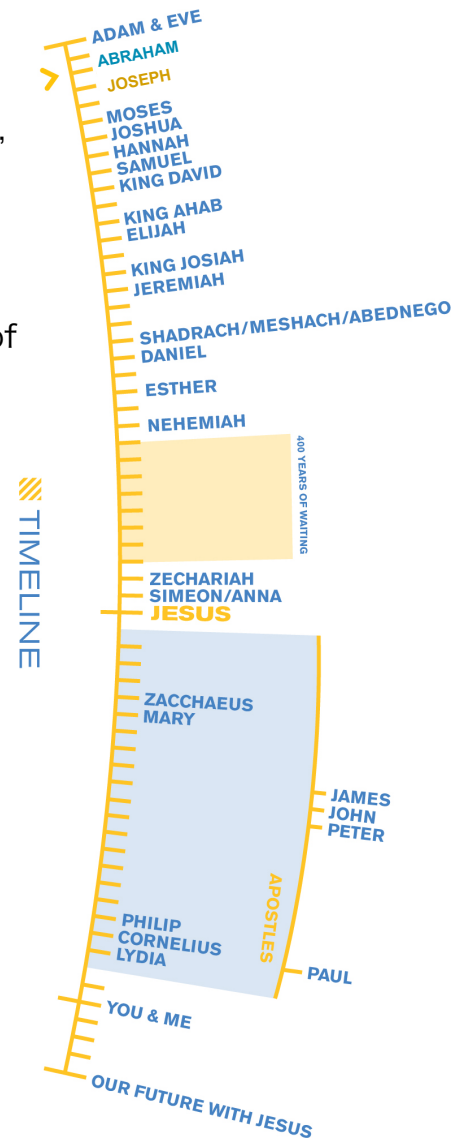 ADAM & EVE
ABRAHAM
JOSEPH
,
MOSES
JOSHUA
HANNAH
SAMUEL
KING DAVID
KING AHAB
ELIJAH
KING JOSIAH
JEREMIAH
of
SHADRACH/MESHACH/ABEDNEGO
DANIEL
ESTHER
NEHEMIAH
400 YEARS OF WAITING
TIMELINE
ZECHARIAH
SIMEON/ANNA
JESUS
ZACCHAEUS
MARY
JAMES
JOHN
PETER
APOSTLES
PHILIP
CORNELIUS
LYDIA
PAUL
YOU & ME
OUR FUTURE WITH JESUS